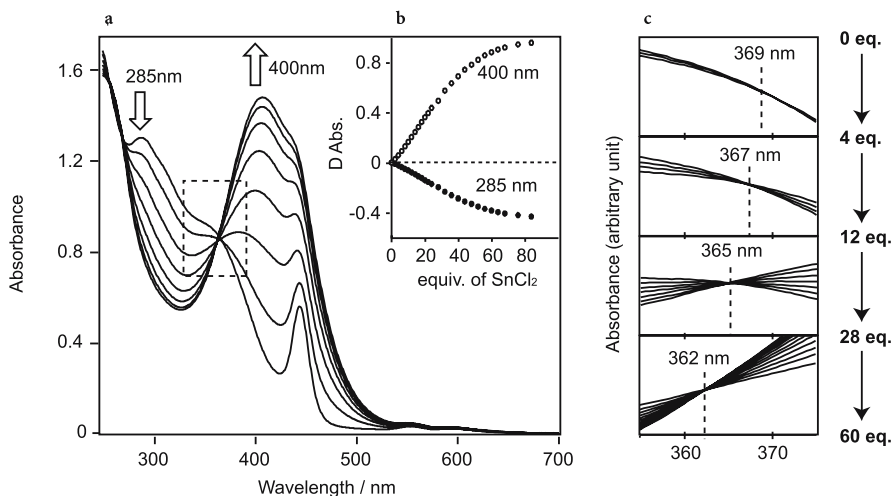 a
285nm
400nm
1.6
1.2
0.8
0.4
0
300
400
500
600
700
Absorbance
Wavelength / nm
b
0.8
0.4
0
-0.4
D Abs.
400 nm
285 nm
0
20
40
60
80
equiv. of SnCl2
c
369 nm
367 nm
365 nm
362 nm
Absorbance (arbitrary unit)
360
370
0 eq.
4 eq.
12 eq.
28 eq.
60 eq.